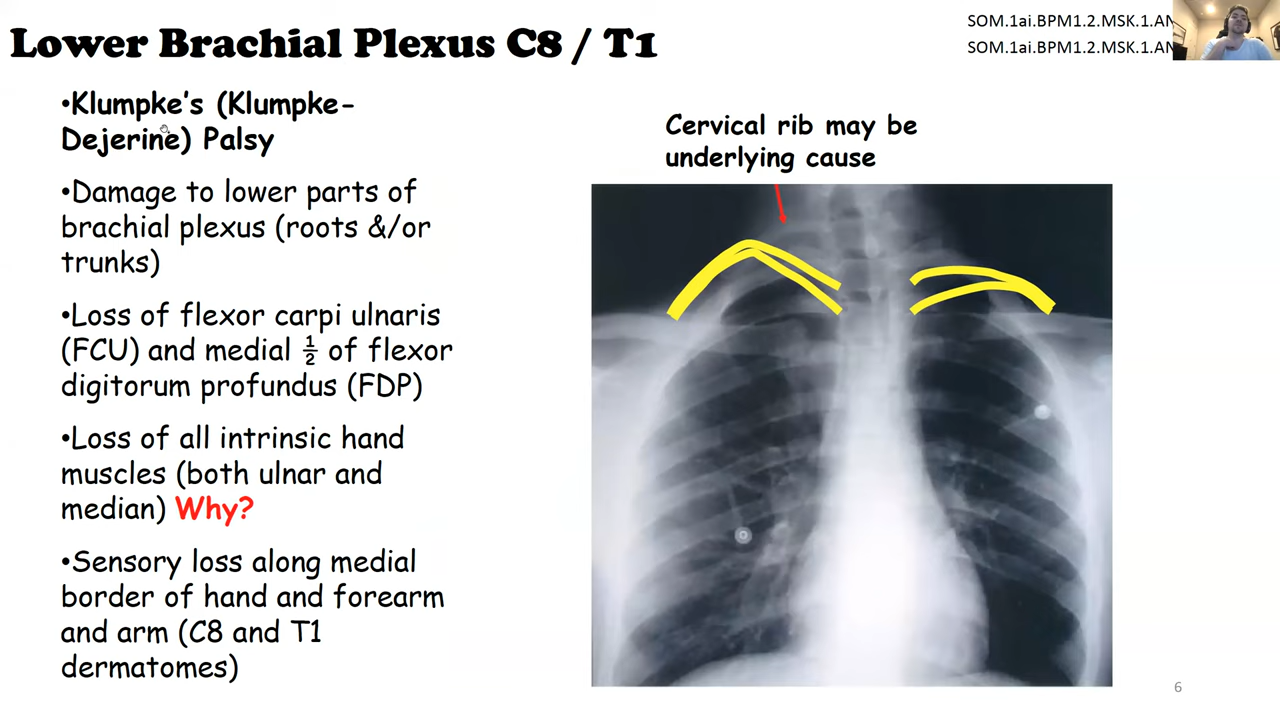 Lower Brachial Plexus C8 / T1
SOM.1ai.BPM1.2.MSK.1.AN
SOM.1ai.BPM1.2.MSK.1.AN
•Klumpke’s (Klumpke-
Dejerine) Palsy
•Damage to lower parts of
brachial plexus (roots &/or
trunks)
•Loss of flexor carpi ulnaris
(FCU) and medial ½ of flexor
digitorum profundus (FDP)
•Loss of all intrinsic hand
muscles (both ulnar and
median) Why?
•Sensory loss along medial
border of hand and forearm
and arm (C8 and T1
dermatomes)
Cervical rib may be
underlying cause
6